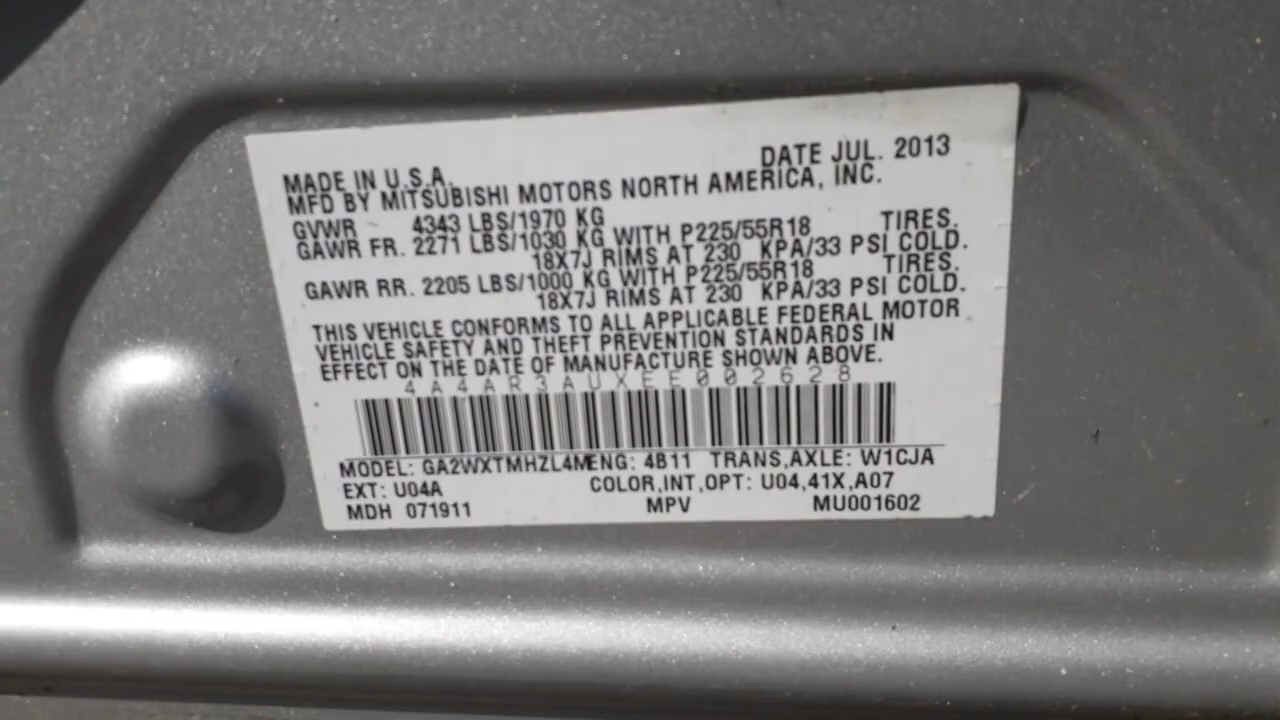 DATE JUL. 2013
MADE IN U.S.A.
MFD BY MITSUBISHI MOTORS NORTH AMERICA, INC.
GVWR 4343 LBS/1970 KG
GAWR FR. 2271 LBS/1030 KG WITH P225/55R18 TIRES.
18X7J RIMS AT 230 KPA/33 PSI COLD.
GAWR RR. 2205 LBS/1000 KG WITH P225/55R18 TIRES.
18X7J RIMS AT 230 KPA/33 PSI COLD.
THIS VEHICLE CONFORMS TO ALL APPLICABLE FEDERAL MOTOR
VEHICLE SAFETY AND THEFT PREVENTION STANDARDS IN
EFFECT ON THE DATE OF MANUFACTURE SHOWN ABOVE.
4A4AR3AUXEE002628
MODEL: GA2WXTMHZL4M ENG: 4B11 TRANS,AXLE: W1CJA
EXT: U04A COLOR,INT,OPT: U04,41X,A07
MDH 071911 MPV MU001602